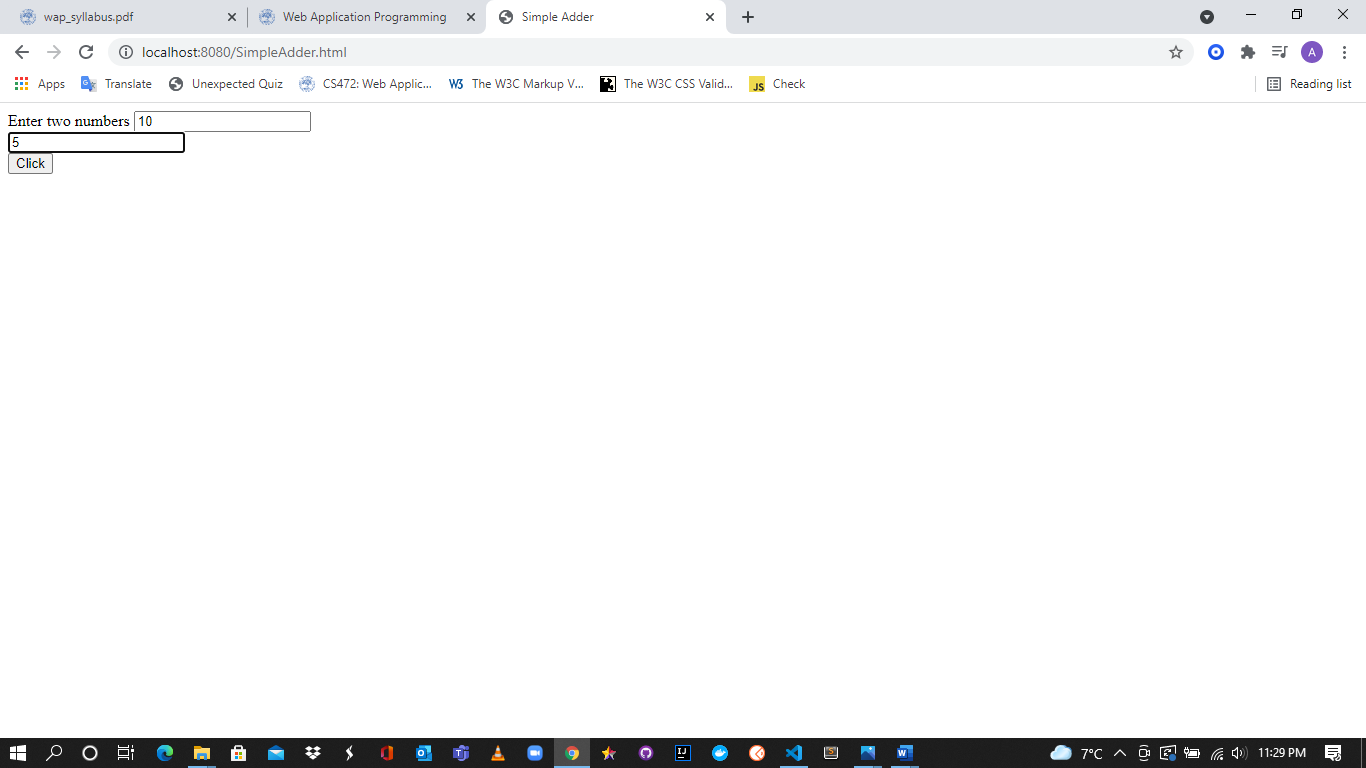 wap_syllabus.pdf
Web Application Programming
Simple Adder
localhost:8080/SimpleAdder.html
A
Apps
Translate
Unexpected Quiz
CS472: Web Applic...
W3 The W3C Markup V...
The W3C CSS Valid...
JS Check
Reading list
Enter two numbers 10
5
Click
7°C
11:29 PM